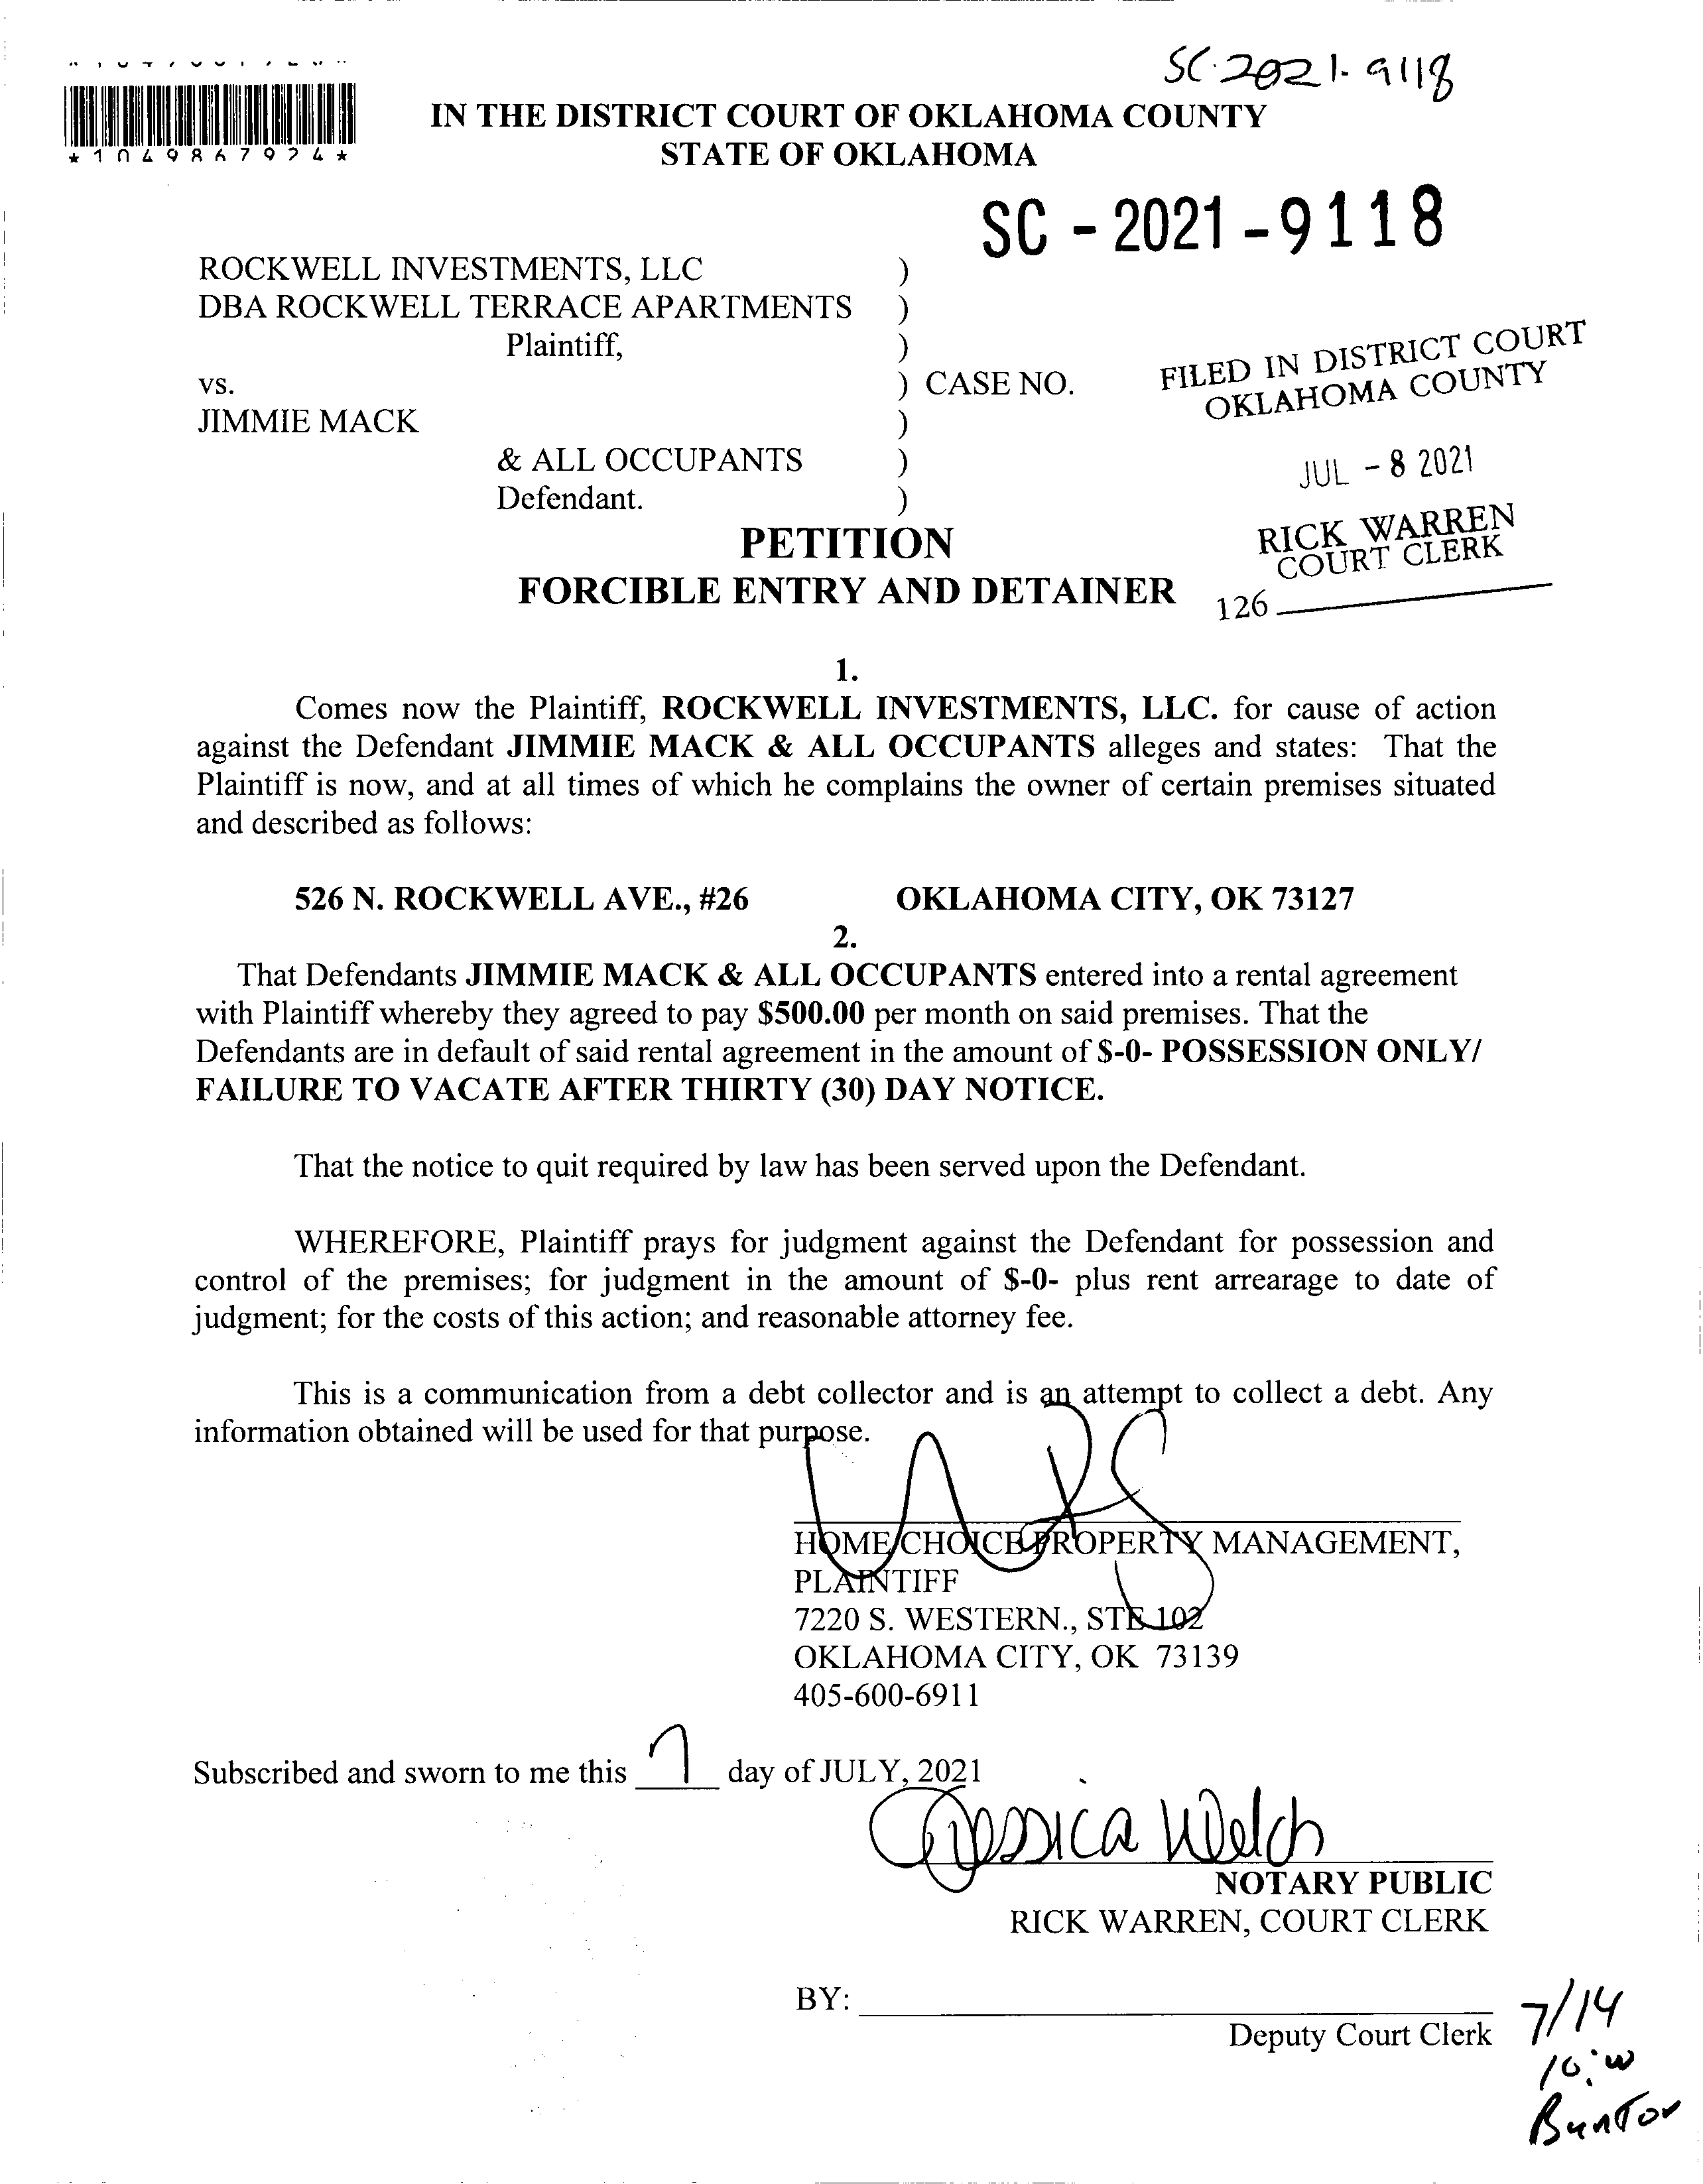 SC-2021-9118
IN THE DISTRICT COURT OF OKLAHOMA COUNTY
*1049867924*
STATE OF OKLAHOMA
SC - 2021 - 9118
ROCKWELL INVESTMENTS, LLC )
DBA ROCKWELL TERRACE APARTMENTS )
Plaintiff, )
vs. ) CASE NO.
JIMMIE MACK )
& ALL OCCUPANTS )
Defendant. )
FILED IN DISTRICT COURT
OKLAHOMA COUNTY
JUL - 8 2021
RICK WARREN
COURT CLERK
126
PETITION
FORCIBLE ENTRY AND DETAINER
1.
Comes now the Plaintiff, ROCKWELL INVESTMENTS, LLC. for cause of action
against the Defendant JIMMIE MACK & ALL OCCUPANTS alleges and states: That the
Plaintiff is now, and at all times of which he complains the owner of certain premises situated
and described as follows:
526 N. ROCKWELL AVE., #26 OKLAHOMA CITY, OK 73127
2.
That Defendants JIMMIE MACK & ALL OCCUPANTS entered into a rental agreement
with Plaintiff whereby they agreed to pay $500.00 per month on said premises. That the
Defendants are in default of said rental agreement in the amount of $-0- POSSESSION ONLY/
FAILURE TO VACATE AFTER THIRTY (30) DAY NOTICE.
That the notice to quit required by law has been served upon the Defendant.
WHEREFORE, Plaintiff prays for judgment against the Defendant for possession and
control of the premises; for judgment in the amount of $-0- plus rent arrearage to date of
judgment; for the costs of this action; and reasonable attorney fee.
This is a communication from a debt collector and is an attempt to collect a debt. Any
information obtained will be used for that purpose.
HOME CHOICE PROPERTY MANAGEMENT,
PLAINTIFF
7220 S. WESTERN., STE 102
OKLAHOMA CITY, OK 73139
405-600-6911
Subscribed and sworn to me this 7 day of JULY, 2021
Jessica Welch
NOTARY PUBLIC
RICK WARREN, COURT CLERK
BY:
Deputy Court Clerk
7/14